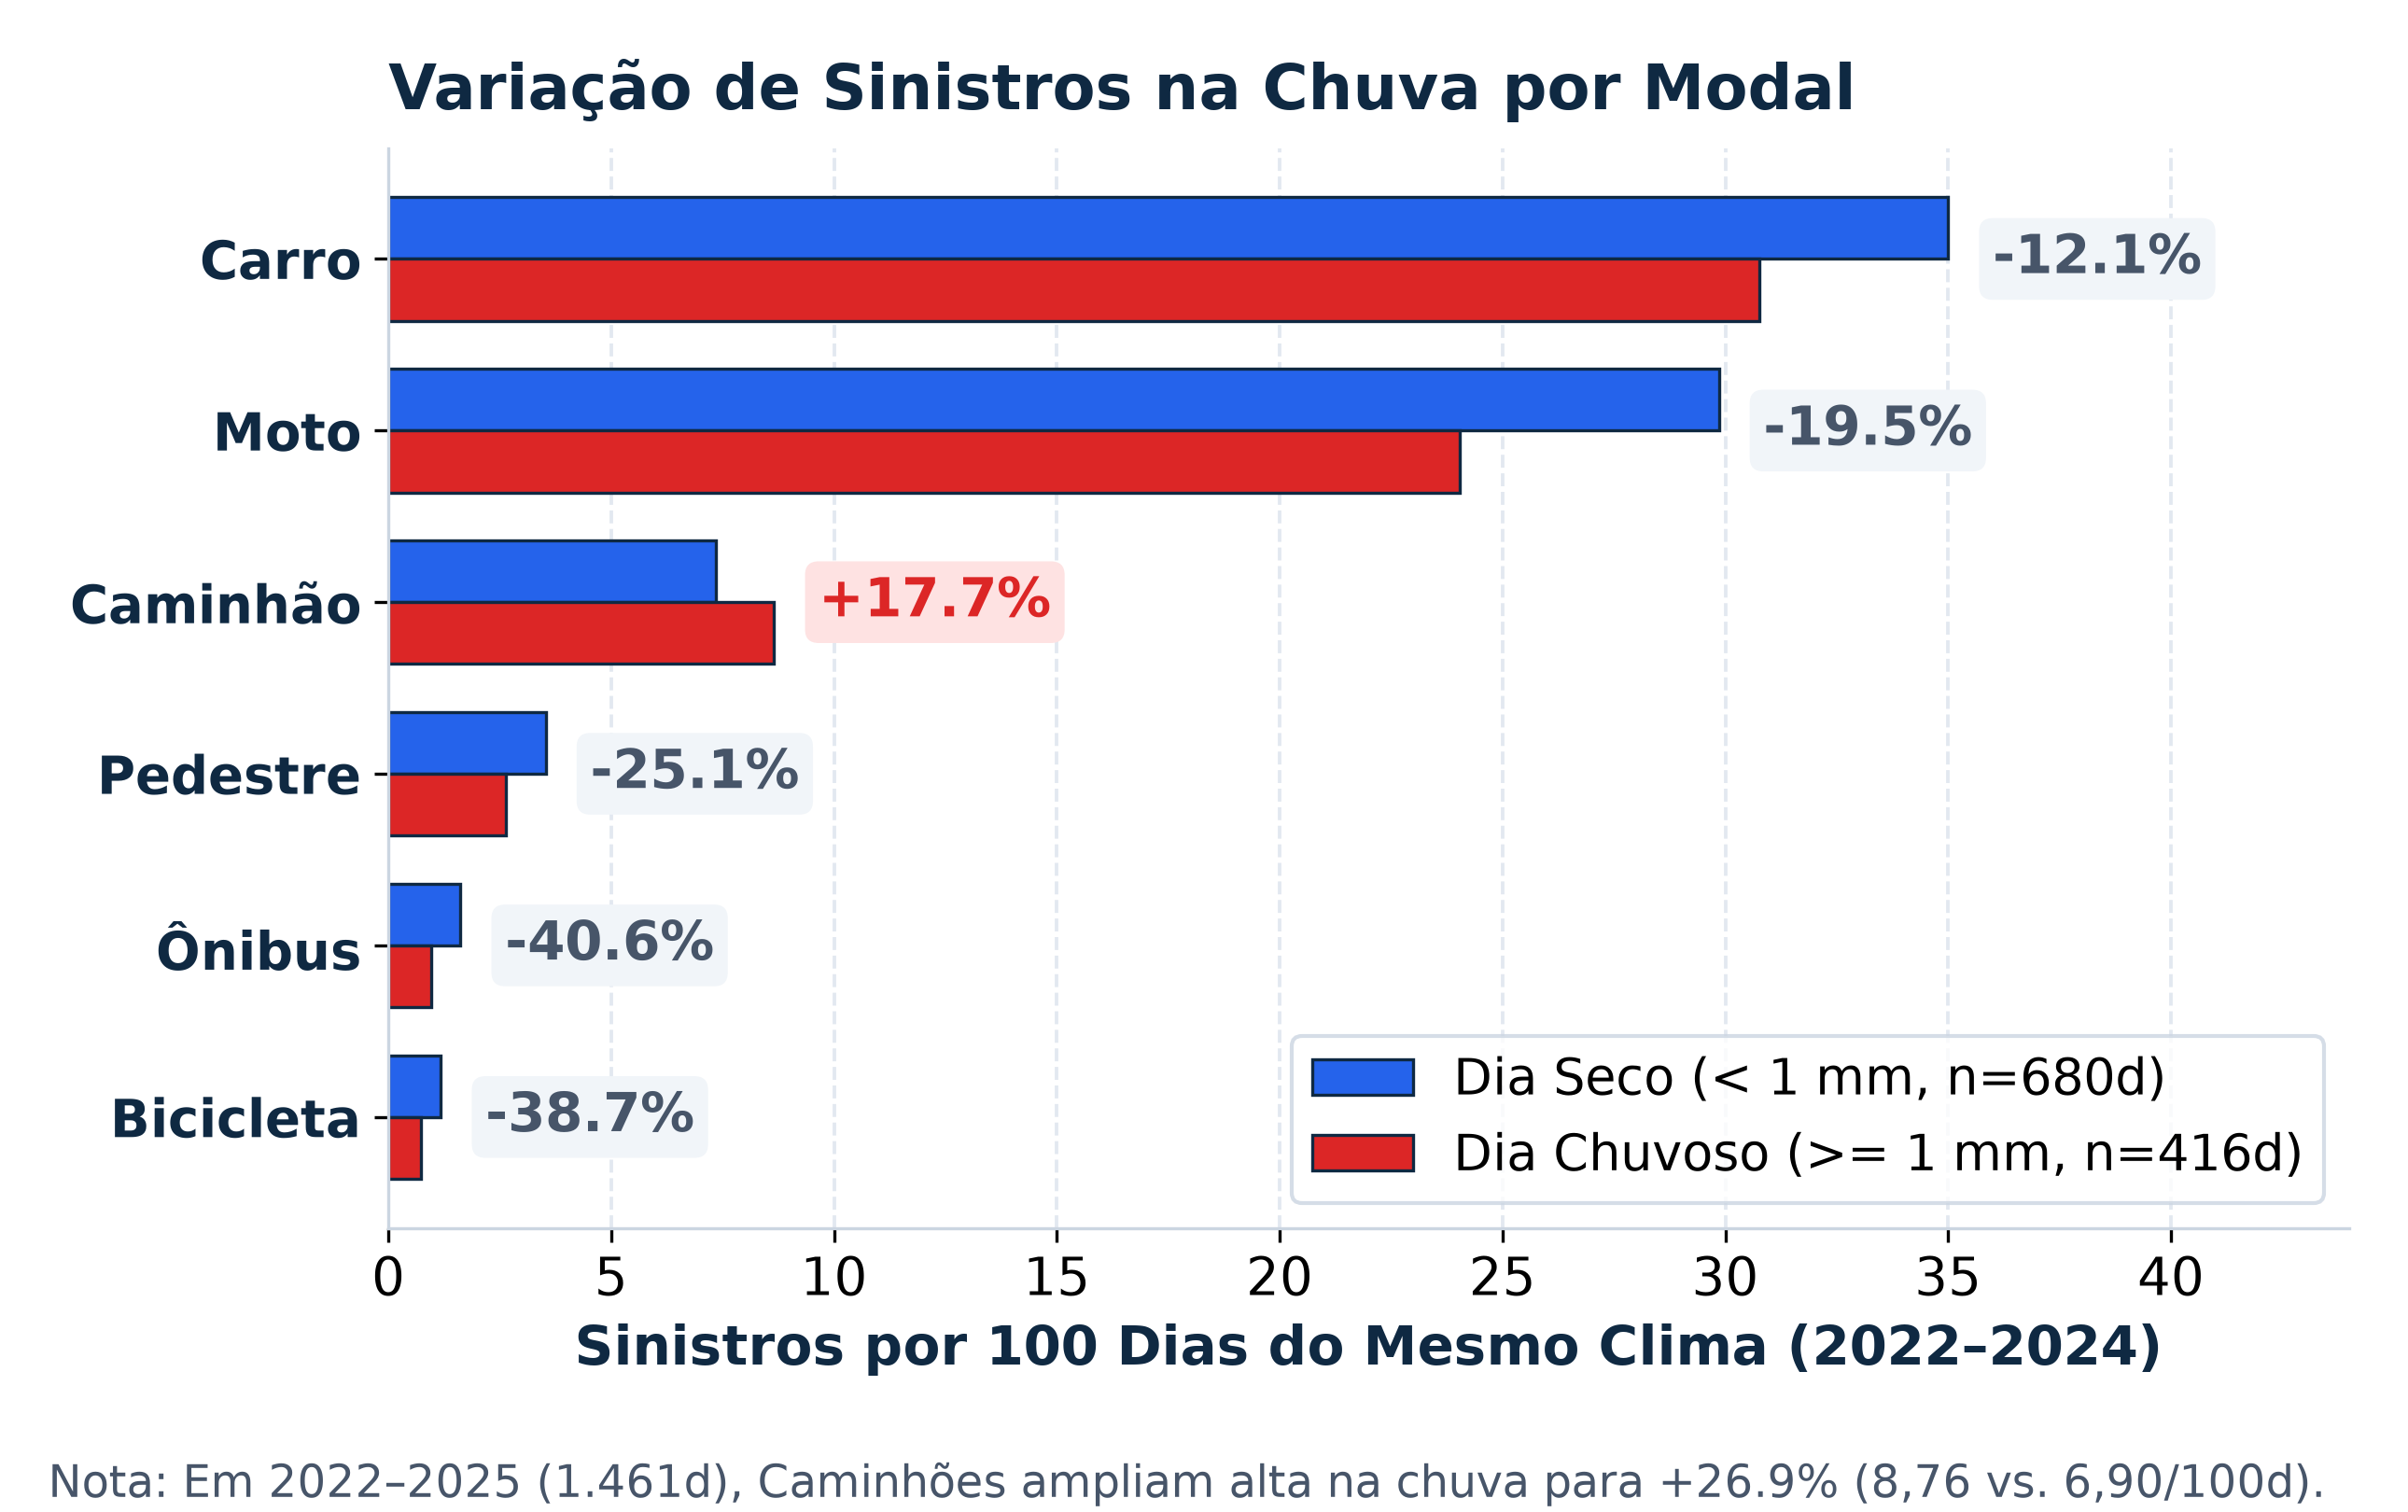 Variação de Sinistros na Chuva por Modal
Carro
-12.1%
Moto
-19.5%
Caminhão
+17.7%
Pedestre
-25.1%
Ônibus
-40.6%
Bicicleta
-38.7%
Dia Seco (< 1 mm, n=680d)
Dia Chuvoso (>= 1 mm, n=416d)
0 5 10 15 20 25 30 35 40
Sinistros por 100 Dias do Mesmo Clima (2022–2024)
Nota: Em 2022–2025 (1.461d), Caminhões ampliam alta na chuva para +26.9% (8,76 vs. 6,90/100d).